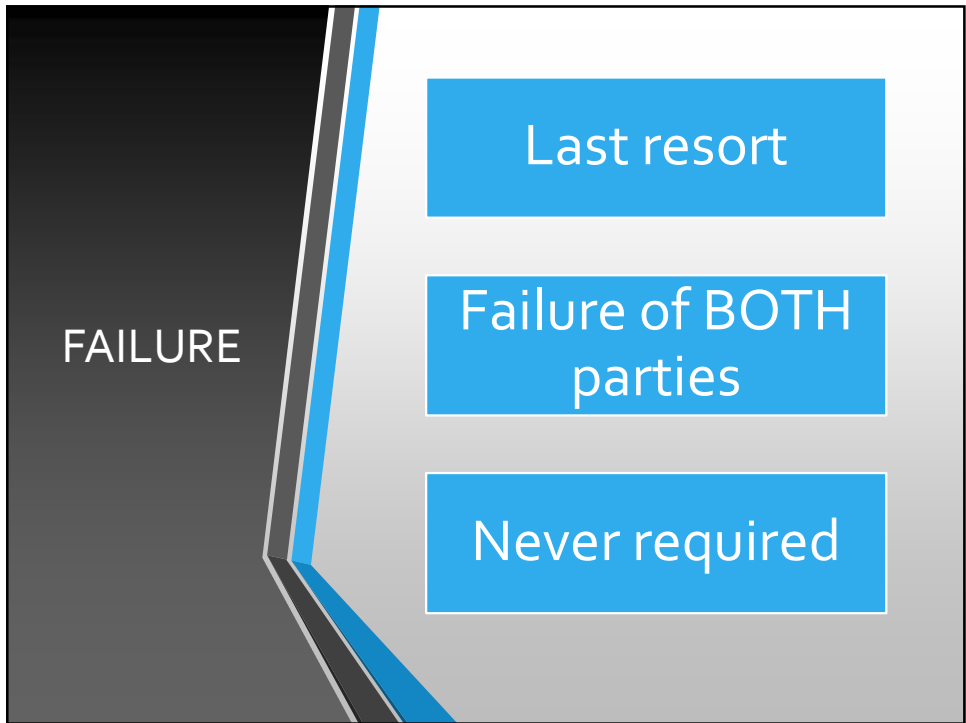 FAILURE
Last resort
Failure of BOTH
parties
Never required